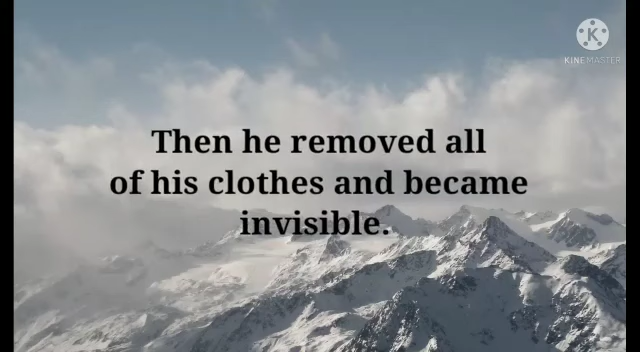 K
KINEMASTER
Then he removed all
of his clothes and became
invisible.